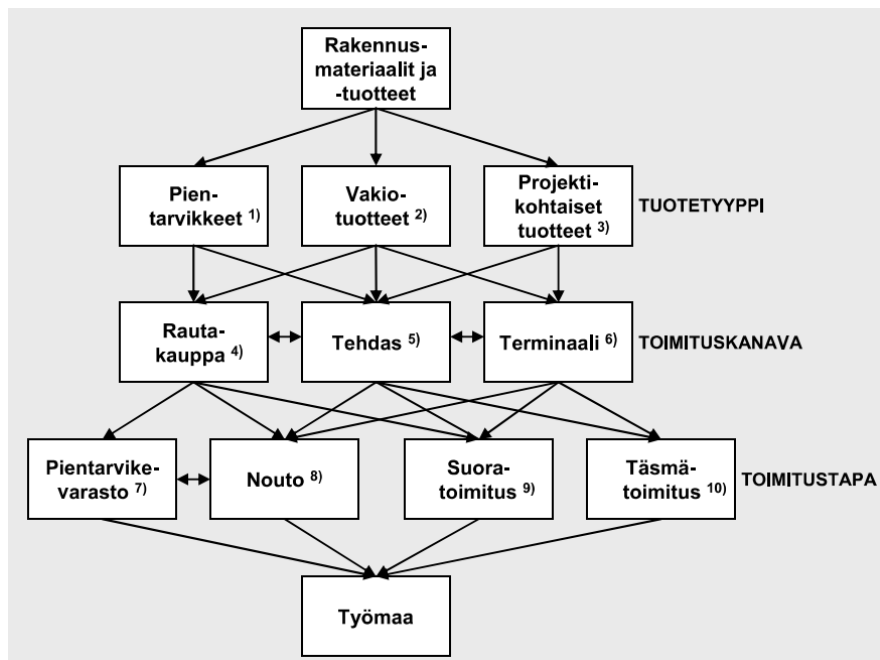 Rakennus-
materiaalit ja
-tuotteet
Pien-
tarvikkeet 1)
Vakio-
tuotteet 2)
Projekti-
kohtaiset
tuotteet 3)
TUOTETYYPPI
Rauta-
kauppa 4)
Tehdas 5)
Terminaali 6)
TOIMITUSKANAVA
Pientarvike-
varasto 7)
Nouto 8)
Suora-
toimitus 9)
Täsmä-
toimitus 10)
TOIMITUSTAPA
Työmaa